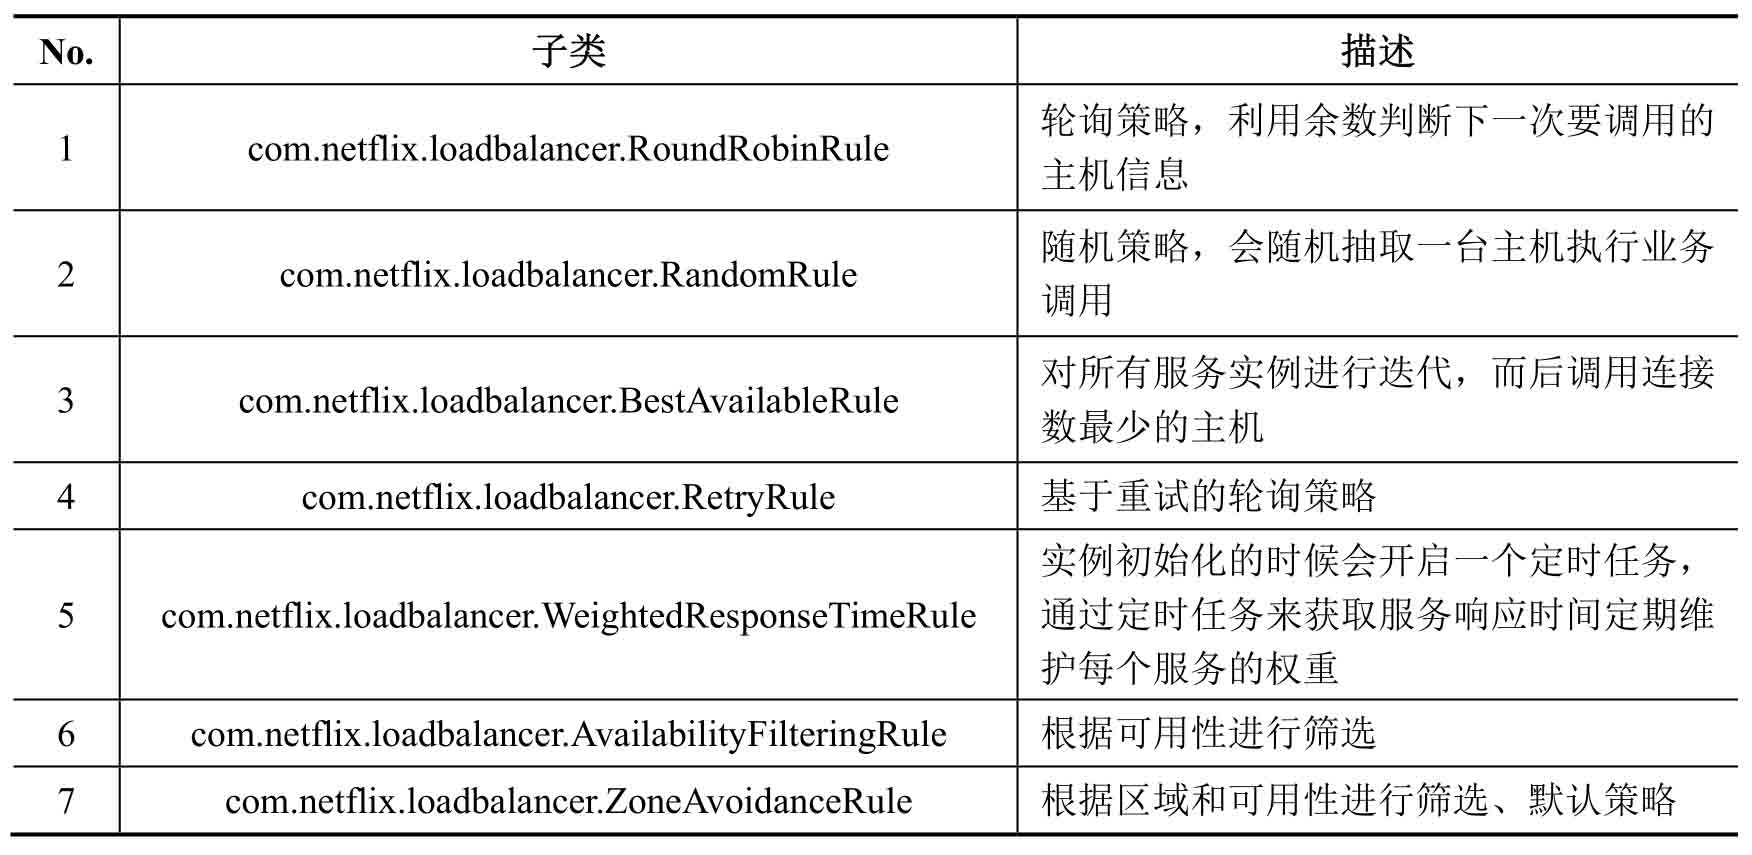 No. 子类 描述
1 com.netflix.loadbalancer.RoundRobinRule 轮询策略，利用余数判断下一次要调用的
主机信息
2 com.netflix.loadbalancer.RandomRule 随机策略，会随机抽取一台主机执行业务
调用
3 com.netflix.loadbalancer.BestAvailableRule 对所有服务实例进行迭代，而后调用连接
数最少的主机
4 com.netflix.loadbalancer.RetryRule 基于重试的轮询策略
实例初始化的时候会开启一个定时任务，
5 com.netflix.loadbalancer.WeightedResponseTimeRule 通过定时任务来获取服务响应时间定期维
护每个服务的权重
6 com.netflix.loadbalancer.AvailabilityFilteringRule 根据可用性进行筛选
7 com.netflix.loadbalancer.ZoneAvoidanceRule 根据区域和可用性进行筛选、默认策略